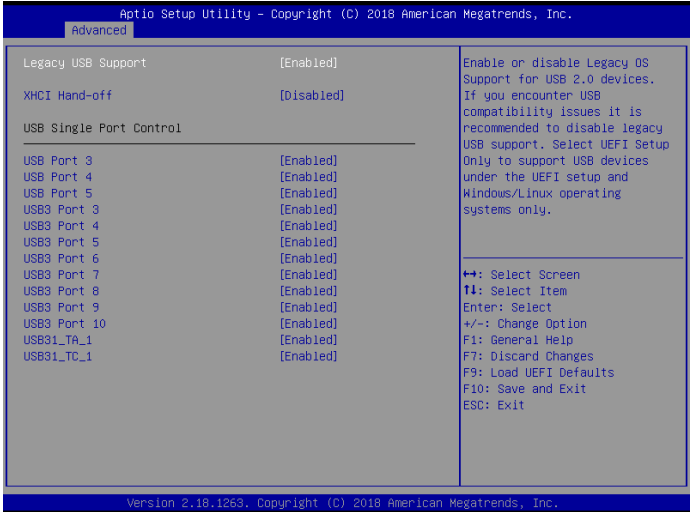 Aptio Setup Utility – Copyright (C) 2018 American Megatrends, Inc.
Advanced
Legacy USB Support [Enabled]
XHCI Hand-off [Disabled]
USB Single Port Control
USB Port 3 [Enabled]
USB Port 4 [Enabled]
USB Port 5 [Enabled]
USB3 Port 3 [Enabled]
USB3 Port 4 [Enabled]
USB3 Port 5 [Enabled]
USB3 Port 6 [Enabled]
USB3 Port 7 [Enabled]
USB3 Port 8 [Enabled]
USB3 Port 9 [Enabled]
USB3 Port 10 [Enabled]
USB31_TA_1 [Enabled]
USB31_TC_1 [Enabled]
Enable or disable Legacy OS
Support for USB 2.0 devices.
If you encounter USB
compatibility issues it is
recommended to disable legacy
USB support. Select UEFI Setup
Only to support USB devices
under the UEFI setup and
Windows/Linux operating
systems only.
↔: Select Screen
↑↓: Select Item
Enter: Select
+/-: Change Option
F1: General Help
F7: Discard Changes
F9: Load UEFI Defaults
F10: Save and Exit
ESC: Exit
Version 2.18.1263. Copyright (C) 2018 American Megatrends, Inc.